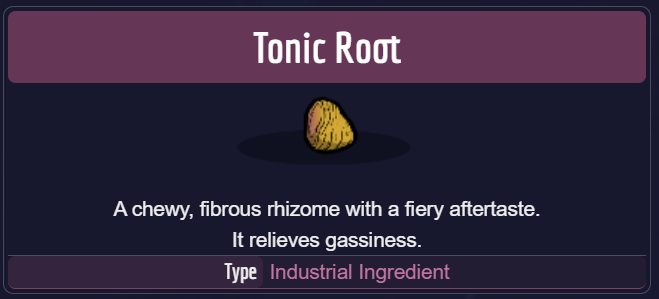 Tonic Root
A chewy, fibrous rhizome with a fiery aftertaste.
It relieves gassiness.
Type Industrial Ingredient